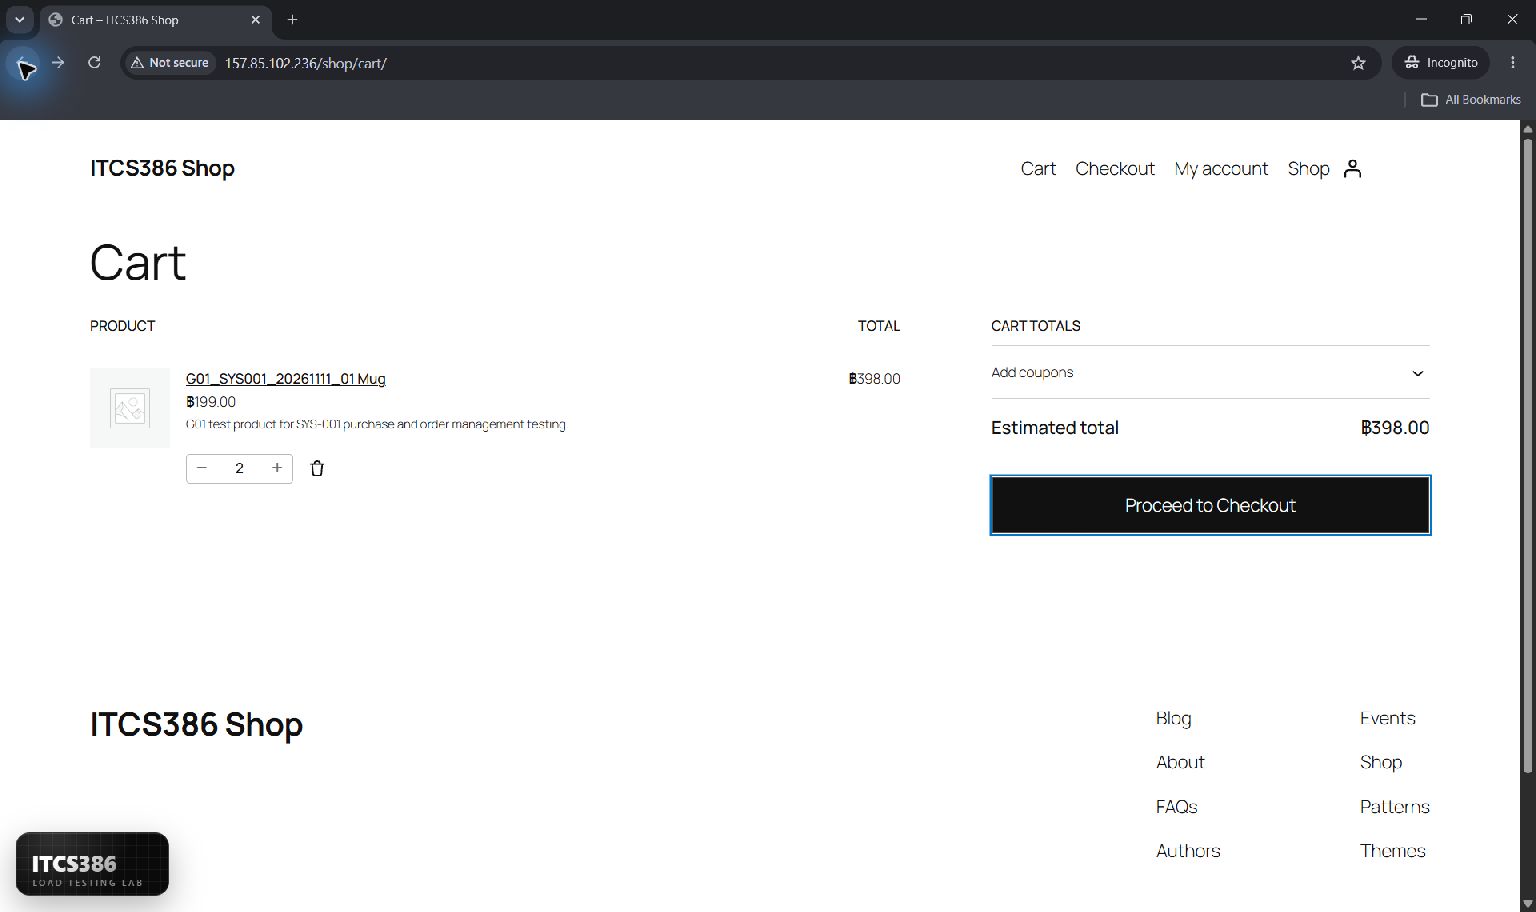 Cart – ITCS386 Shop
Not secure
157.85.102.236/shop/cart/
Incognito
All Bookmarks
ITCS386 Shop
Cart
Checkout
My account
Shop
Cart
PRODUCT
TOTAL
CART TOTALS
G01_SYS001_20261111_01 Mug
฿398.00
฿199.00
G01 test product for SYS-001 purchase and order management testing.
2
Add coupons
Estimated total
฿398.00
Proceed to Checkout
ITCS386 Shop
Blog
Events
About
Shop
FAQs
Patterns
Authors
Themes
ITCS386
LOAD TESTING LAB